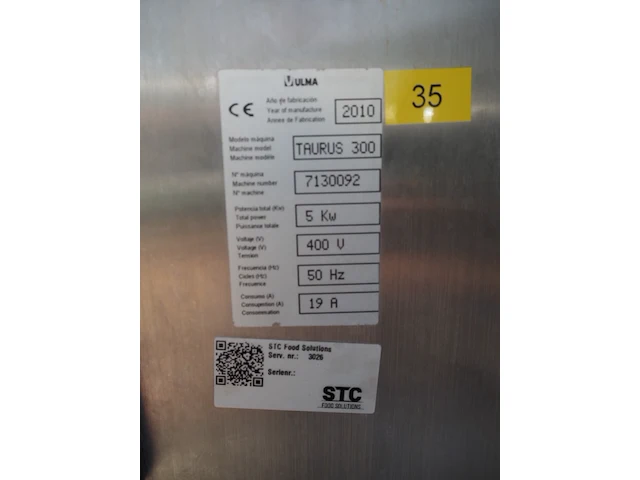 ULMA
CE
Año de fabricación
Year of manufacture
Année de Fabrication
2010
35
Modelo máquina
Machine model
Machine modèle
TAURUS 300
Nº máquina
Machine number
Nº machine
7130092
Potencia total (Kw)
Total power
Puissance totale
5 Kw
Voltaje (V)
Voltage (V)
Tension
400 V
Frecuencia (Hz)
Cicles (Hz)
Frecuence
50 Hz
Consumo (A)
Consuption (A)
Consommation
19 A
STC Food Solutions
Serv. nr.: 3026
Serienr.:
STC
FOOD SOLUTIONS